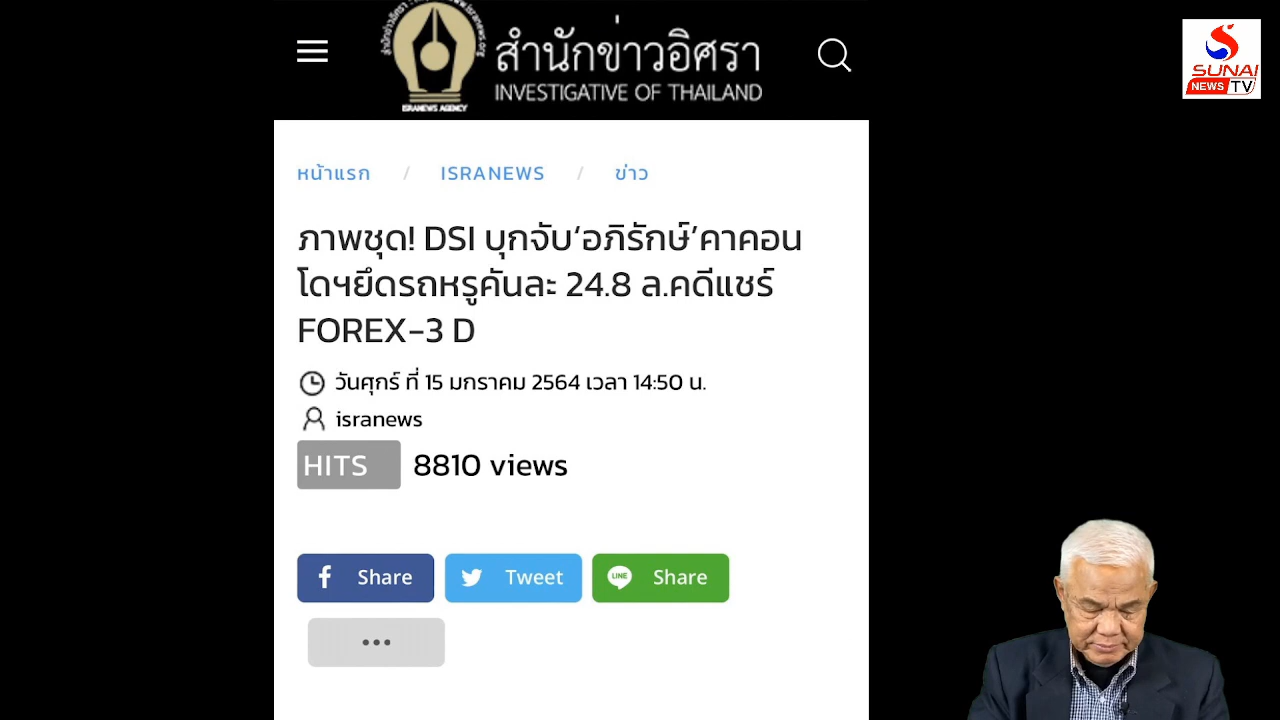 สำนักข่าวอิศรา
INVESTIGATIVE OF THAILAND
ISRANEWS AGENCY
SUNAI
NEWS TV
หน้าแรก / ISRANEWS / ข่าว
ภาพชุด! DSI บุกจับ‘อภิรักษ์’คาคอน
โดฯยึดรถหรูคันละ 24.8 ล.คดีแชร์
FOREX-3 D
วันศุกร์ ที่ 15 มกราคม 2564 เวลา 14:50 น.
isranews
HITS 8810 views
Share Tweet LINE Share